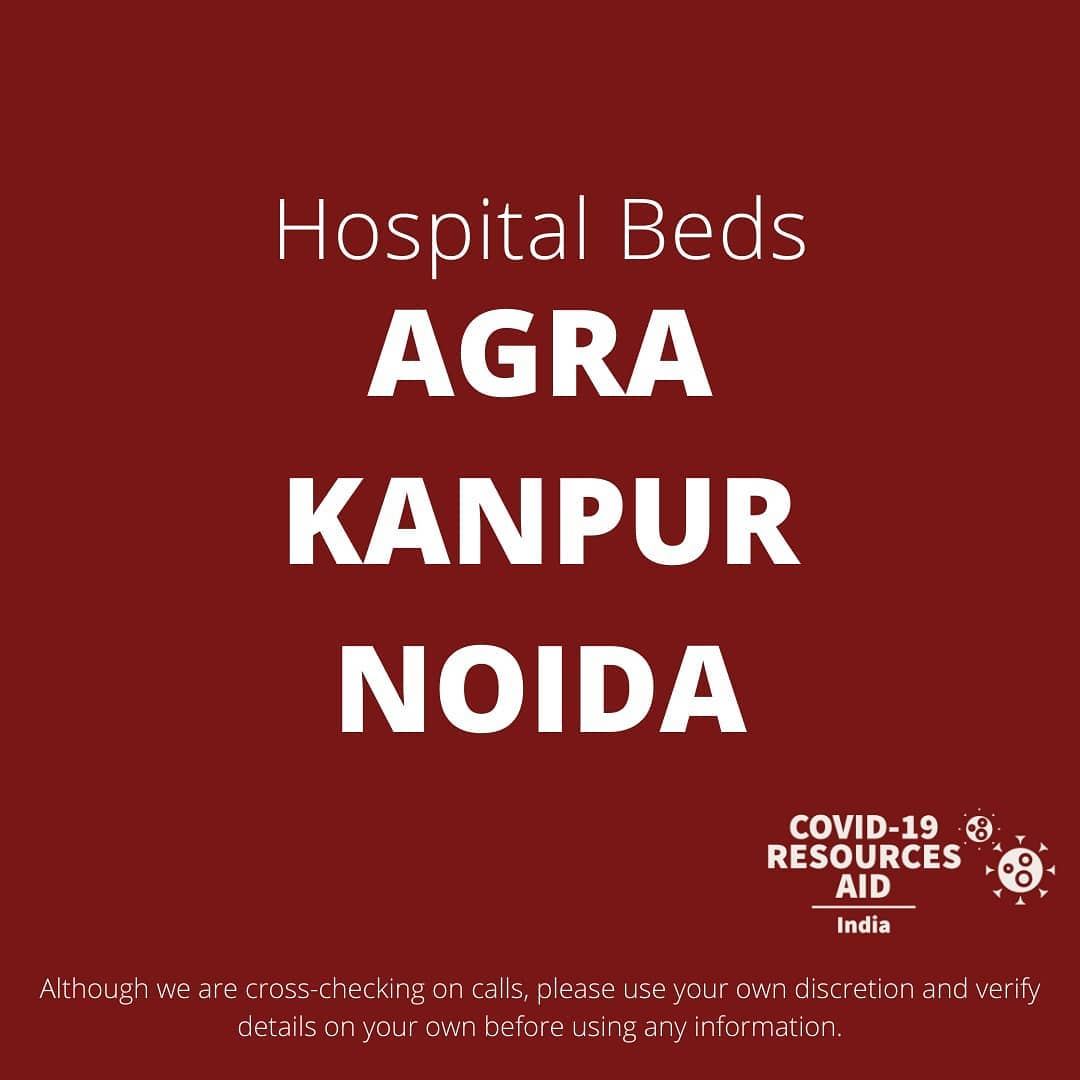 Hospital Beds
AGRA
KANPUR
NOIDA
COVID-19
RESOURCES
AID
India
Although we are cross-checking on calls, please use your own discretion and verify
details on your own before using any information.